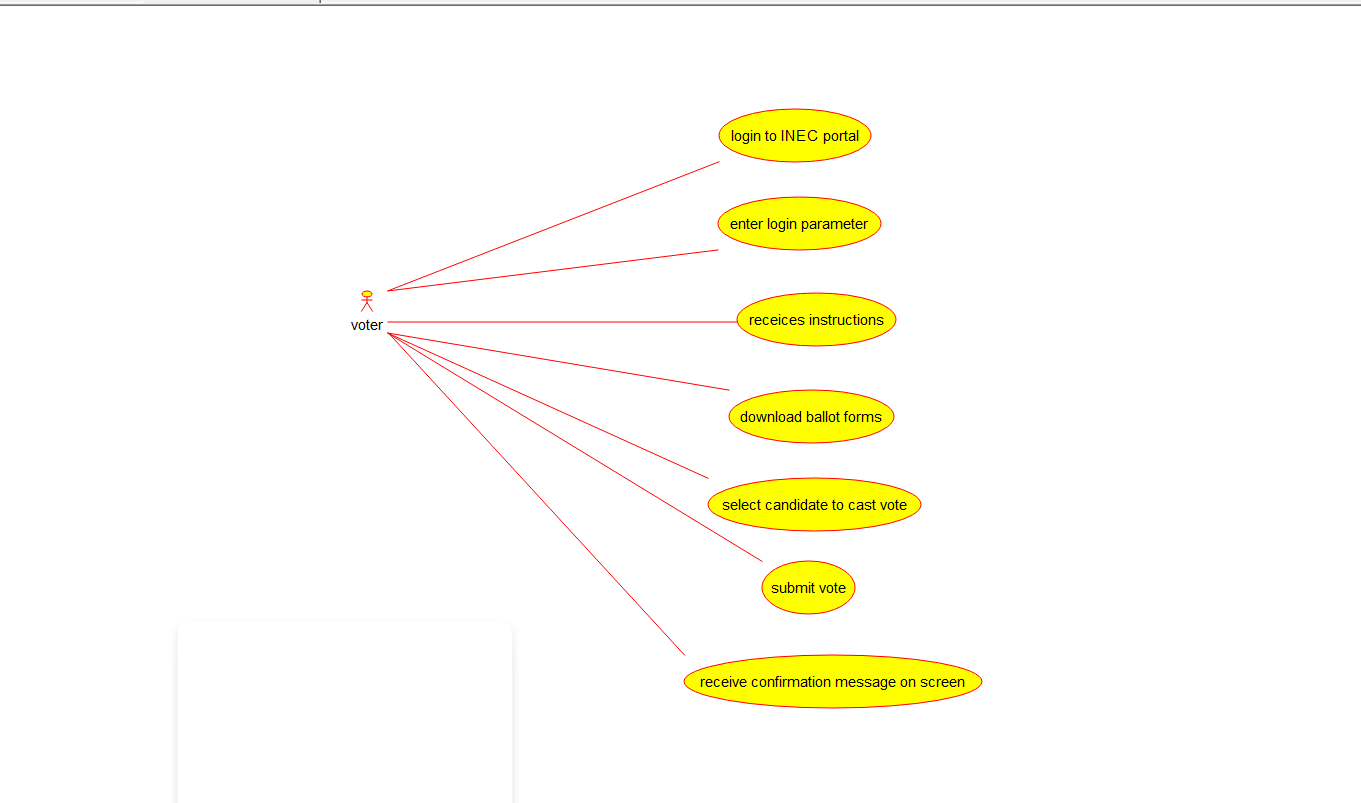 login to INEC portal
enter login parameter
voter
receices instructions
download ballot forms
select candidate to cast vote
submit vote
receive confirmation message on screen